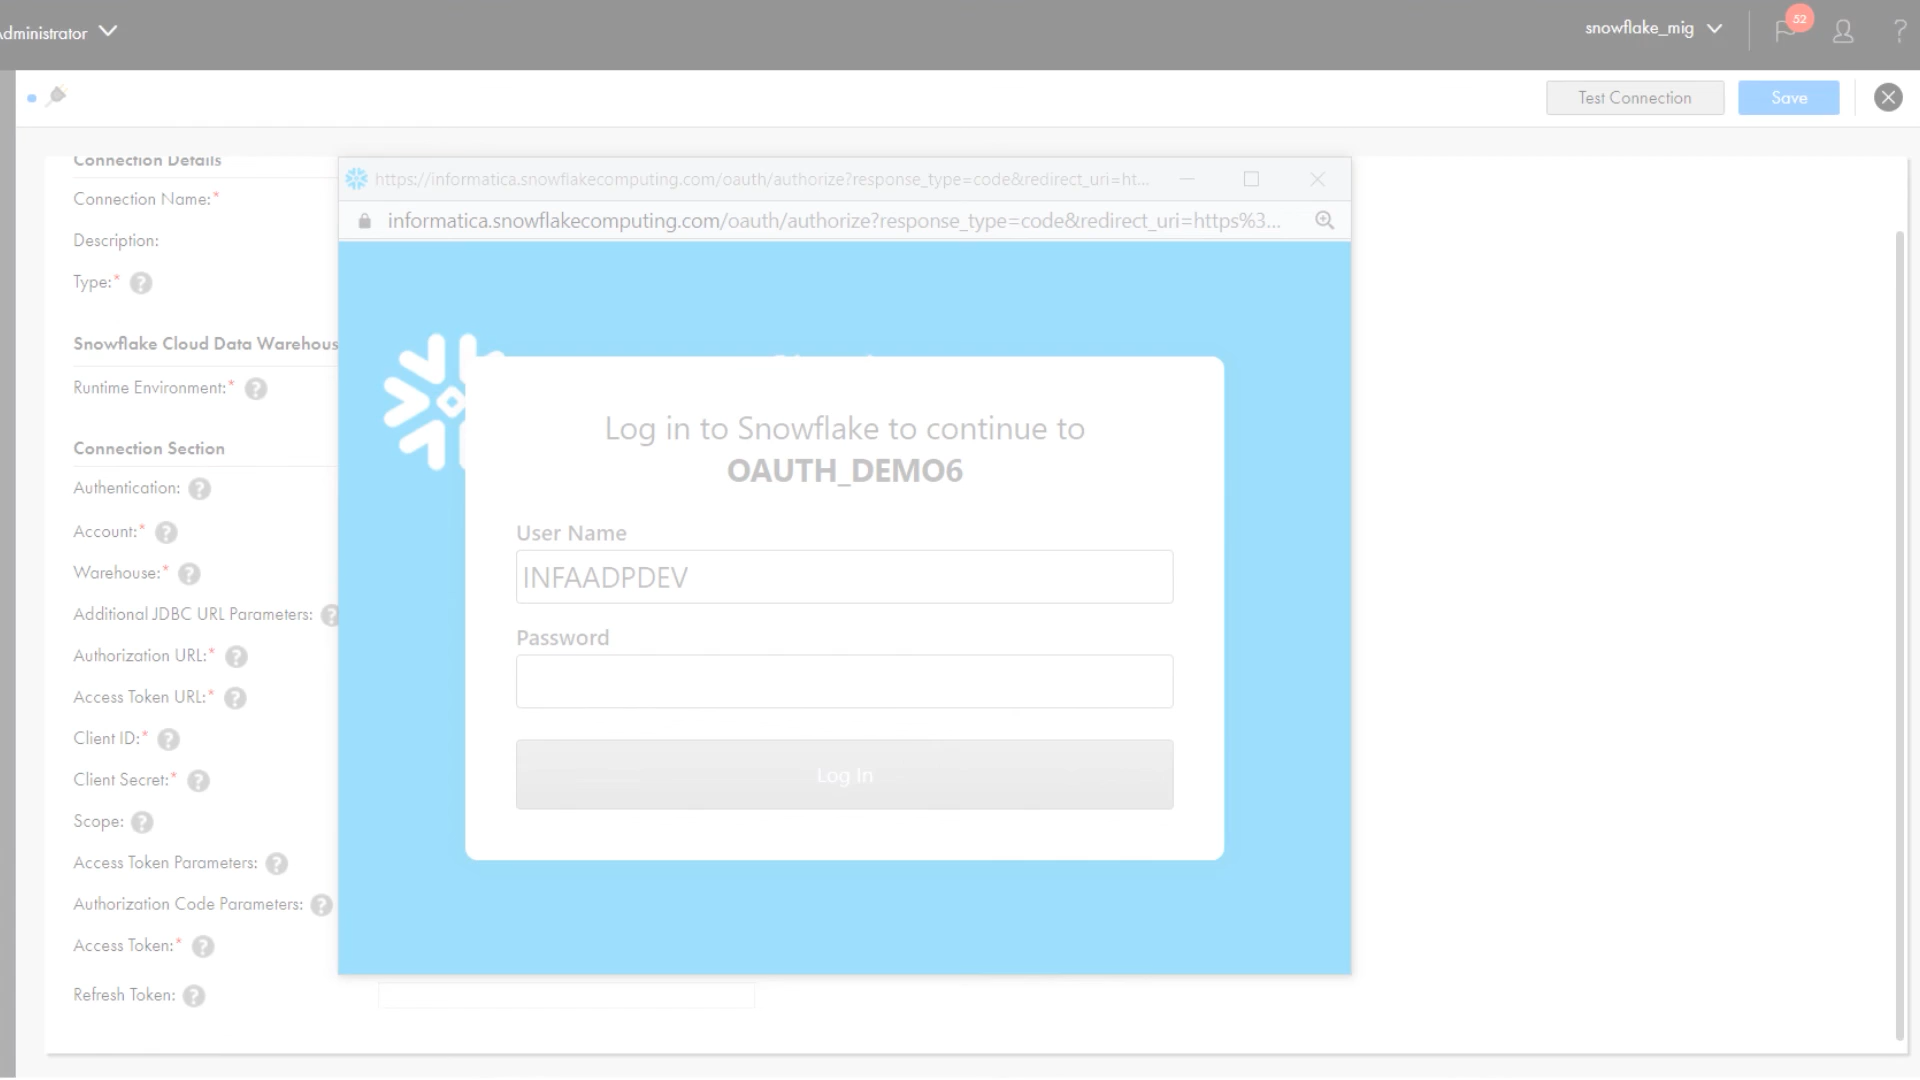 Administrator
snowflake_mig
52
?
Test Connection
Save
Connection Details
Connection Name:*
Description:
Type:* ?
Snowflake Cloud Data Warehous
Runtime Environment:* ?
Connection Section
Authentication: ?
Account:* ?
Warehouse:* ?
Additional JDBC URL Parameters: ?
Authorization URL:* ?
Access Token URL:* ?
Client ID:* ?
Client Secret:* ?
Scope: ?
Access Token Parameters: ?
Authorization Code Parameters: ?
Access Token:* ?
Refresh Token: ?
https://informatica.snowflakecomputing.com/oauth/authorize?response_type=code&redirect_uri=ht...
informatica.snowflakecomputing.com/oauth/authorize?response_type=code&redirect_uri=https%3...
Log in to Snowflake to continue to
OAUTH_DEMO6
User Name
INFAADPDEV
Password
Log In